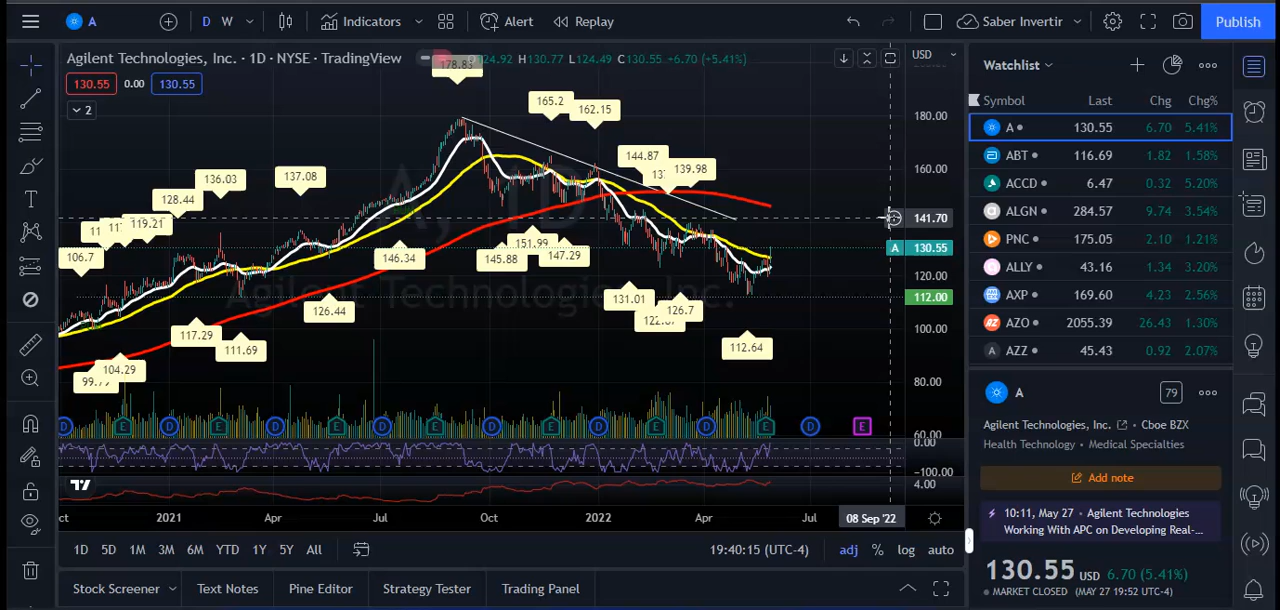 A
D W
Indicators
Alert
Replay
Saber Invertir
Publish
Agilent Technologies, Inc. · 1D · NYSE · TradingView
24.92 H130.77 L124.49 C130.55 +6.70 (+5.41%)
USD
130.55 0.00 130.55
2
178.83
165.2
162.15
144.87
139.98
137.08
136.03
128.44
119.21
106.7
146.34
145.88
151.99
147.29
126.44
131.01
126.7
117.29
111.69
104.29
112.64
A, 1D
Agilent Technologies, Inc.
180.00
160.00
141.70
A 130.55
120.00
112.00
100.00
80.00
60.00
0.00
−100.00
4.00
D E D E D E D E D E D E D E D E
2021 Apr Jul Oct 2022 Apr Jul 08 Sep '22
1D 5D 1M 3M 6M YTD 1Y 5Y All
19:40:15 (UTC-4) adj % log auto
Stock Screener Text Notes Pine Editor Strategy Tester Trading Panel
Watchlist
Symbol Last Chg Chg%
A 130.55 6.70 5.41%
ABT 116.69 1.82 1.58%
ACCD 6.47 0.32 5.20%
ALGN 284.57 9.74 3.54%
PNC 175.05 2.10 1.21%
ALLY 43.16 1.34 3.20%
AXP 169.60 4.23 2.56%
AZO 2055.39 26.43 1.30%
AZZ 45.43 0.92 2.07%
A 79
Agilent Technologies, Inc. · Cboe BZX
Health Technology · Medical Specialties
Add note
10:11, May 27 · Agilent Technologies
Working With APC on Developing Real-...
130.55 USD 6.70 (5.41%)
MARKET CLOSED (MAY 27 19:52 UTC-4)